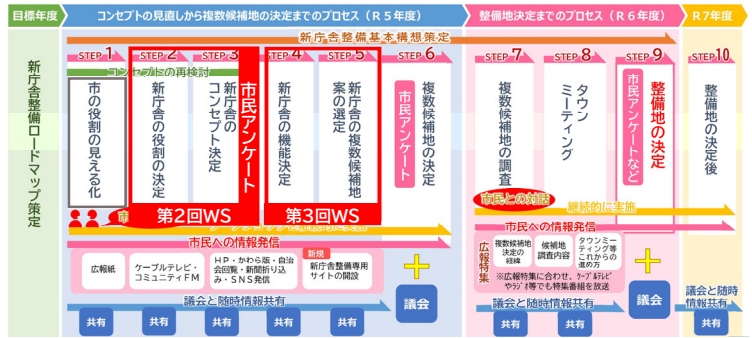 目標年度
コンセプトの見直しから複数候補地の決定までのプロセス（R５年度）
整備地決定までのプロセス（R６年度）
R7年度
新庁舎整備ロードマップ策定
新庁舎整備基本構想策定
STEP 1
STEP 2
STEP 3
STEP 4
STEP 5
STEP 6
STEP 7
STEP 8
STEP 9
STEP10
コンセプトの再検討
市の役割の見える化
新庁舎の役割の決定
新庁舎の
コンセプト決定
市民アンケート
新庁舎の機能決定
新庁舎の複数候補地
案の選定
複数候補地の決定
市民アンケート
複数候補地の調査
タウン
ミーティング
整備地の決定
市民アンケートなど
整備地の決定後
第2回WS
第3回WS
市民との対話
継続的に実施
市民への情報発信
市民への情報発信
広報紙
ケーブルテレビ・
コミュニティFM
HP・かわら版・自治
会回覧・新聞折り込
み・SNS発信
新規
新庁舎整備専用
サイトの開設
広報特集
複数候補地
決定の
経緯
候補地
調査内容
タウンミー
ティング等
これからの
進め方
※広報特集に合わせ、ケーブルテレビ
やラジオ等でも特集番組を放送
＋
議会
＋
議会
議会と随時情報共有
議会と随時情報共有
議会と随時
情報共有
共有
共有
共有
共有
共有
共有
共有
共有